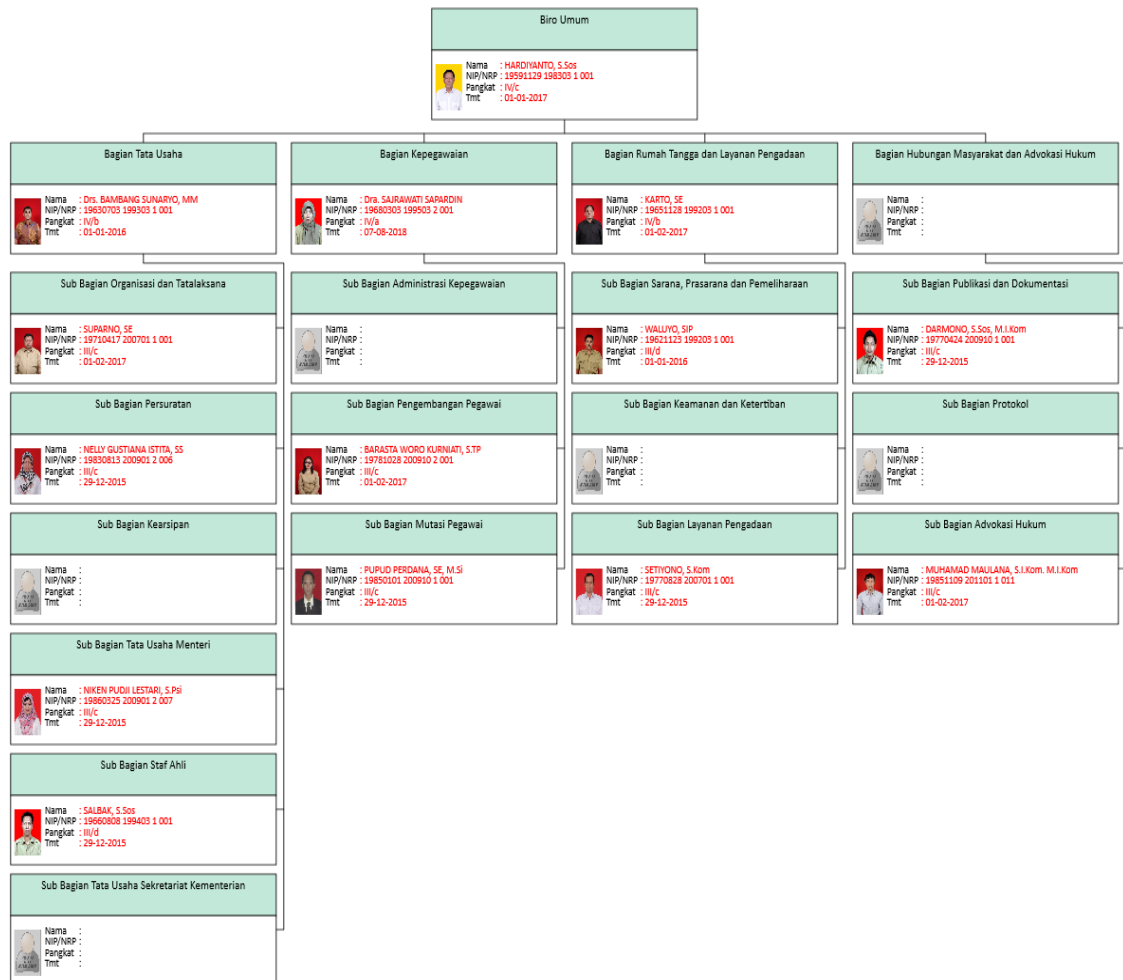 Biro Umum
Nama : HARDIYANTO, S.Sos
NIP/NRP : 19591129 198303 1 001
Pangkat : IV/c
Tmt : 01-01-2017
Bagian Tata Usaha
Nama : Drs. BAMBANG SUNARYO, MM
NIP/NRP : 19630703 199303 1 001
Pangkat : IV/b
Tmt : 01-01-2016
Bagian Kepegawaian
Nama : Dra. SAJRAWATI SAPARDIN
NIP/NRP : 19680303 199503 2 001
Pangkat : IV/a
Tmt : 07-08-2018
Bagian Rumah Tangga dan Layanan Pengadaan
Nama : KARTO, SE
NIP/NRP : 19651128 199203 1 001
Pangkat : IV/b
Tmt : 01-02-2017
Bagian Hubungan Masyarakat dan Advokasi Hukum
Nama :
NIP/NRP :
Pangkat :
Tmt :
Sub Bagian Organisasi dan Tatalaksana
Nama : SUPARNO, SE
NIP/NRP : 19710417 200701 1 001
Pangkat : III/c
Tmt : 01-02-2017
Sub Bagian Administrasi Kepegawaian
Nama :
NIP/NRP :
Pangkat :
Tmt :
Sub Bagian Sarana, Prasarana dan Pemeliharaan
Nama : WALUYO, SIP
NIP/NRP : 19621123 199203 1 001
Pangkat : III/d
Tmt : 01-01-2016
Sub Bagian Publikasi dan Dokumentasi
Nama : DARMONO, S.Sos, M.I.Kom
NIP/NRP : 19770424 200910 1 001
Pangkat : III/c
Tmt : 29-12-2015
Sub Bagian Persuratan
Nama : NELLY GUSTIANA ISTITA, SS
NIP/NRP : 19830813 200901 2 006
Pangkat : III/c
Tmt : 29-12-2015
Sub Bagian Pengembangan Pegawai
Nama : BARASTA WORO KURNIATI, S.TP
NIP/NRP : 19781028 200910 2 001
Pangkat : III/c
Tmt : 01-02-2017
Sub Bagian Keamanan dan Ketertiban
Nama :
NIP/NRP :
Pangkat :
Tmt :
Sub Bagian Protokol
Nama :
NIP/NRP :
Pangkat :
Tmt :
Sub Bagian Kearsipan
Nama :
NIP/NRP :
Pangkat :
Tmt :
Sub Bagian Mutasi Pegawai
Nama : PUPUD PERDANA, SE, M.Si
NIP/NRP : 19850101 200910 1 001
Pangkat : III/c
Tmt : 29-12-2015
Sub Bagian Layanan Pengadaan
Nama : SETIYONO, S.Kom
NIP/NRP : 19770828 200701 1 001
Pangkat : III/c
Tmt : 29-12-2015
Sub Bagian Advokasi Hukum
Nama : MUHAMAD MAULANA, S.I.Kom. M.I.Kom
NIP/NRP : 19851109 201101 1 011
Pangkat : III/c
Tmt : 01-02-2017
Sub Bagian Tata Usaha Menteri
Nama : NIKEN PUDJI LESTARI, S.Psi
NIP/NRP : 19860325 200901 2 007
Pangkat : III/c
Tmt : 29-12-2015
Sub Bagian Staf Ahli
Nama : SALBAK, S.Sos
NIP/NRP : 19660808 199403 1 001
Pangkat : III/d
Tmt : 29-12-2015
Sub Bagian Tata Usaha Sekretariat Kementerian
Nama :
NIP/NRP :
Pangkat :
Tmt :